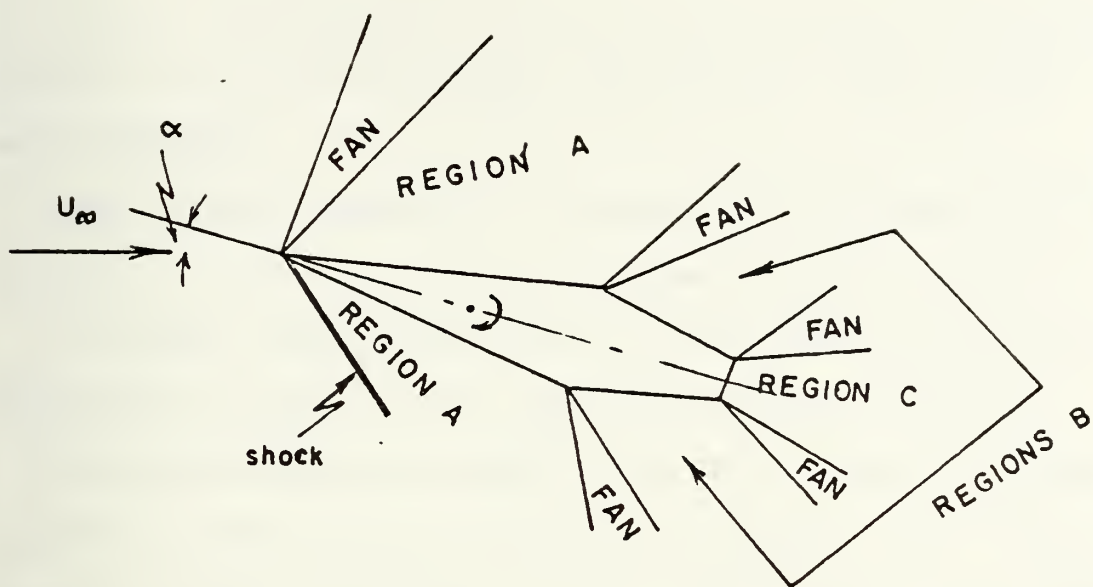 α
U∞
FAN
REGION A
FAN
REGION A
shock
FAN
REGION C
FAN
FAN
REGIONS B